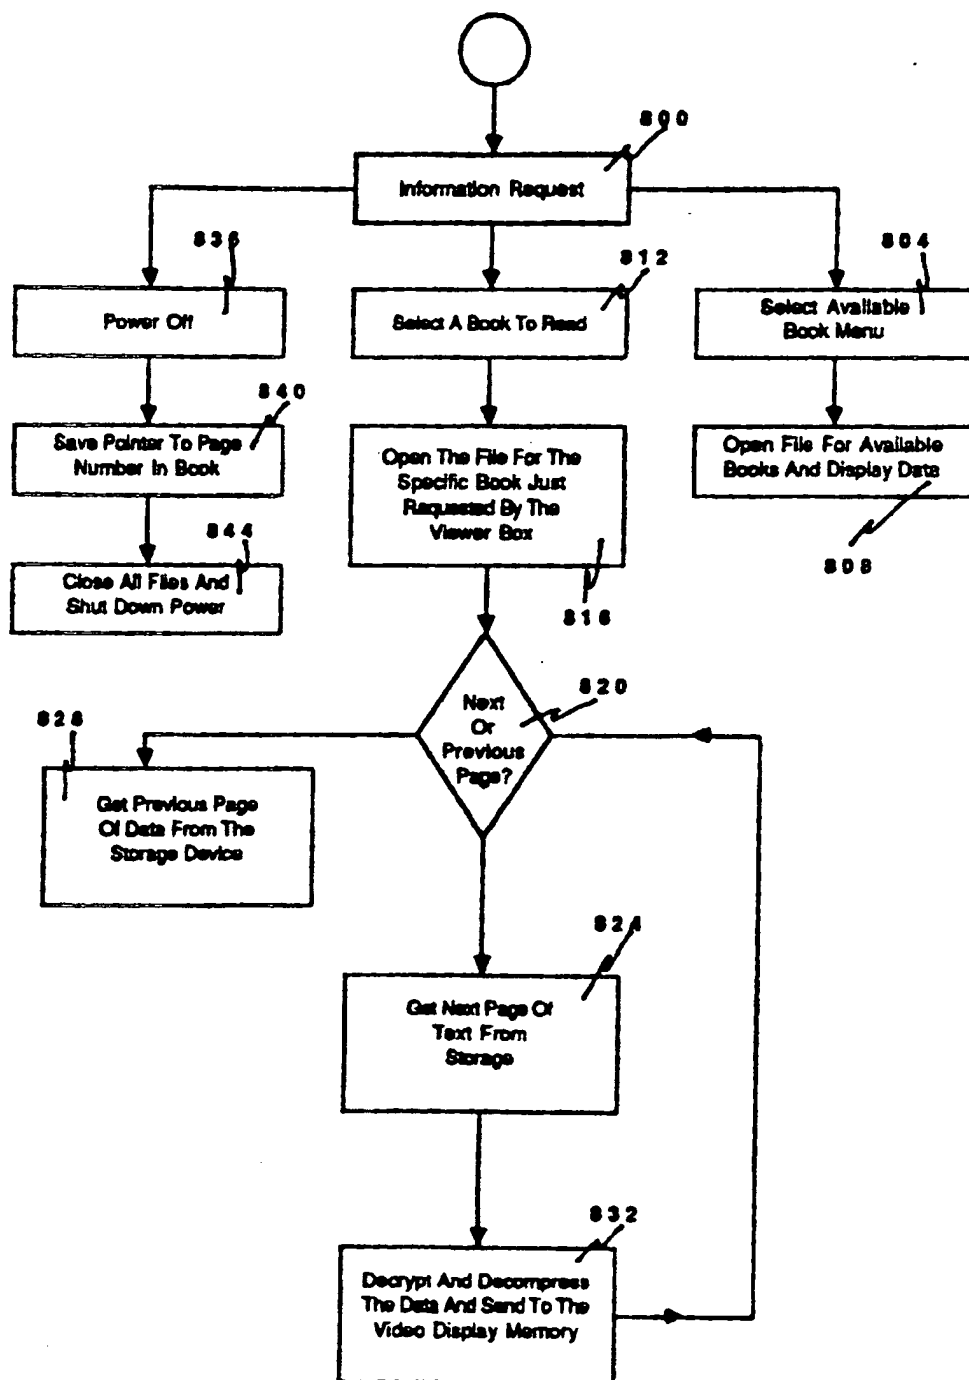 800
Information Request
836
812
804
Power Off
Select A Book To Read
Select Available
Book Menu
840
Save Pointer To Page
Number In Book
Open The File For The
Specific Book Just
Requested By The
Viewer Box
Open File For Available
Books And Display Data
844
808
Close All Files And
Shut Down Power
816
820
Next
Or
Previous
Page?
828
Get Previous Page
Of Data From The
Storage Device
824
Get Next Page Of
Text From
Storage
832
Decrypt And Decompress
The Data And Send To The
Video Display Memory